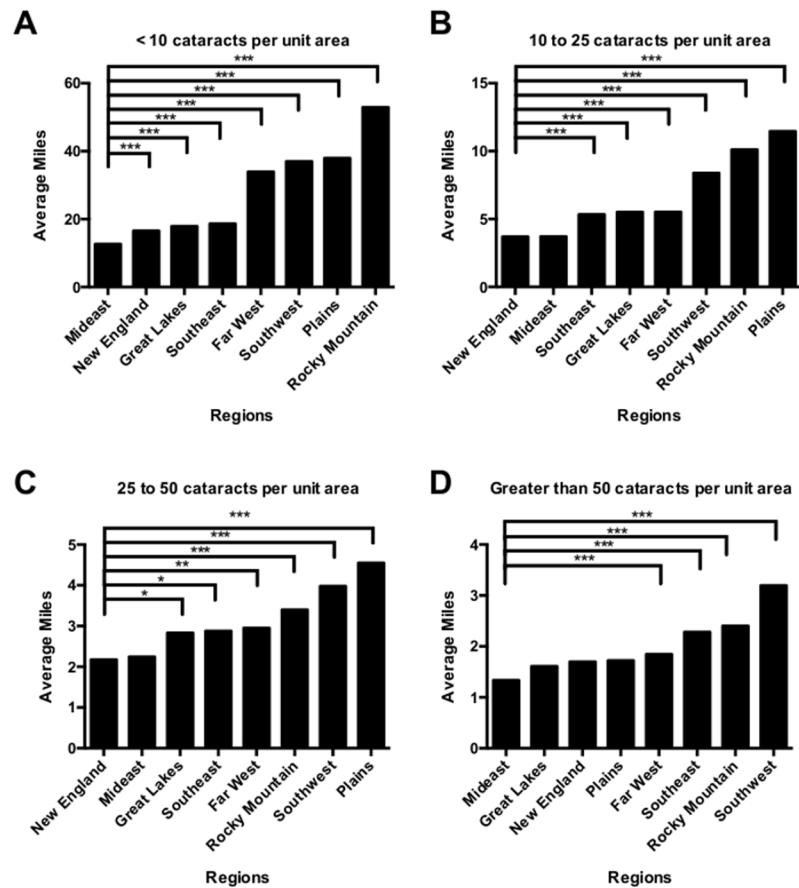 A
< 10 cataracts per unit area
***
***
***
***
***
***
***
60
40
20
0
Average Miles
Mideast
New England
Great Lakes
Southeast
Far West
Southwest
Plains
Rocky Mountain
Regions
B
10 to 25 cataracts per unit area
***
***
***
***
***
***
15
10
5
0
Average Miles
New England
Mideast
Southeast
Great Lakes
Far West
Southwest
Rocky Mountain
Plains
Regions
C
25 to 50 cataracts per unit area
***
***
***
**
*
*
5
4
3
2
1
0
Average Miles
New England
Mideast
Great Lakes
Southeast
Far West
Rocky Mountain
Southwest
Plains
Regions
D
Greater than 50 cataracts per unit area
***
***
***
***
4
3
2
1
0
Average Miles
Mideast
Great Lakes
New England
Plains
Far West
Southeast
Rocky Mountain
Southwest
Regions